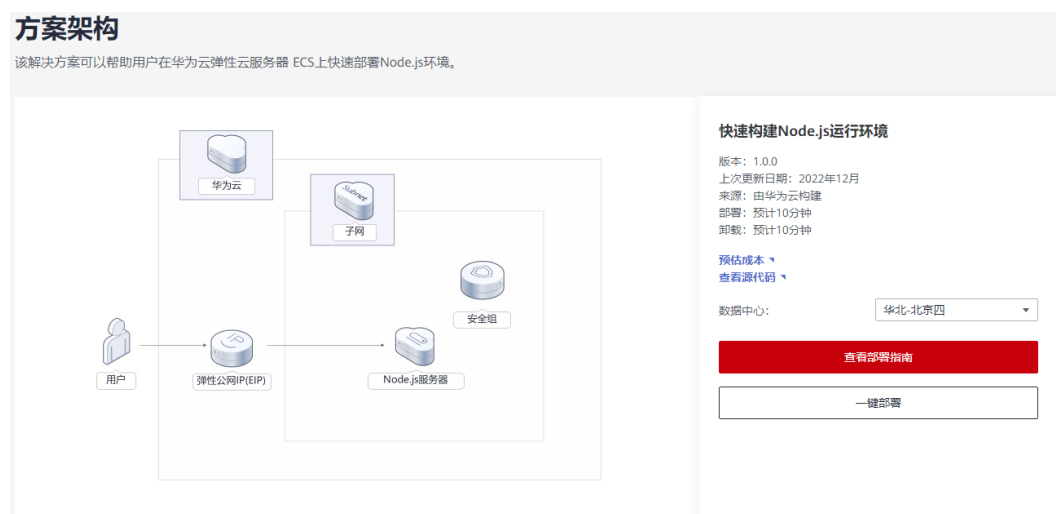 方案架构
该解决方案可以帮助用户在华为云弹性云服务器 ECS上快速部署Node.js环境。
华为云
Subnet
子网
安全组
用户
IP
弹性公网IP(EIP)
Node.js服务器
快速构建Node.js运行环境
版本：1.0.0
上次更新日期：2022年12月
来源：由华为云构建
部署：预计10分钟
卸载：预计10分钟
预估成本
查看源代码
数据中心：
华北-北京四
查看部署指南
一键部署